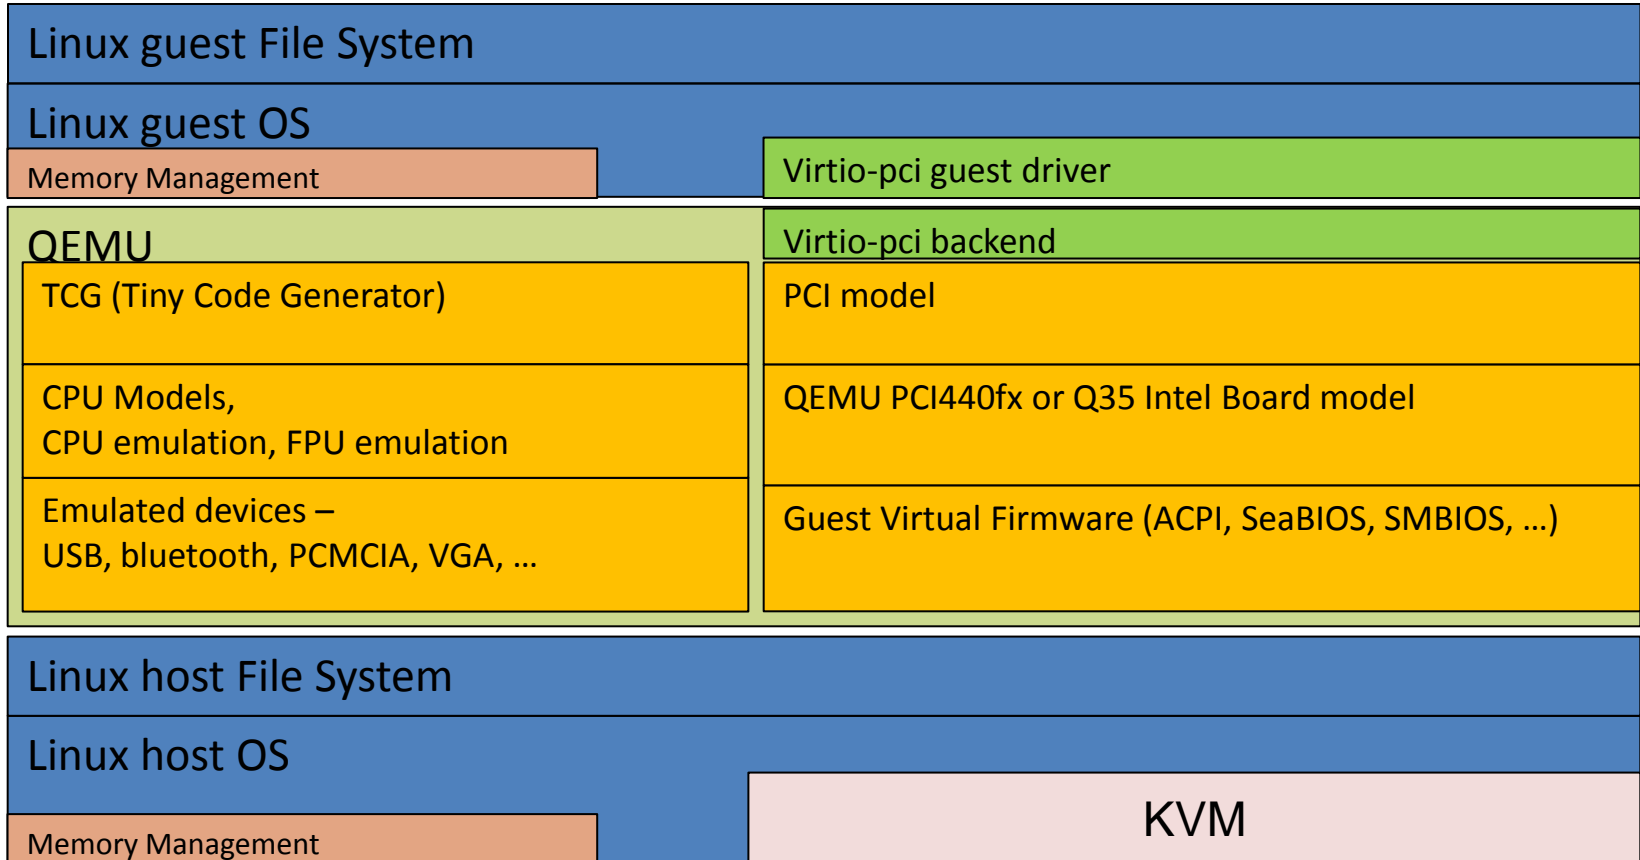 Linux guest File System
Linux guest OS
Memory Management
Virtio-pci guest driver
QEMU
Virtio-pci backend
TCG (Tiny Code Generator)
PCI model
CPU Models,
CPU emulation, FPU emulation
QEMU PCI440fx or Q35 Intel Board model
Emulated devices –
USB, bluetooth, PCMCIA, VGA, ...
Guest Virtual Firmware (ACPI, SeaBIOS, SMBIOS, ...)
Linux host File System
Linux host OS
KVM
Memory Management